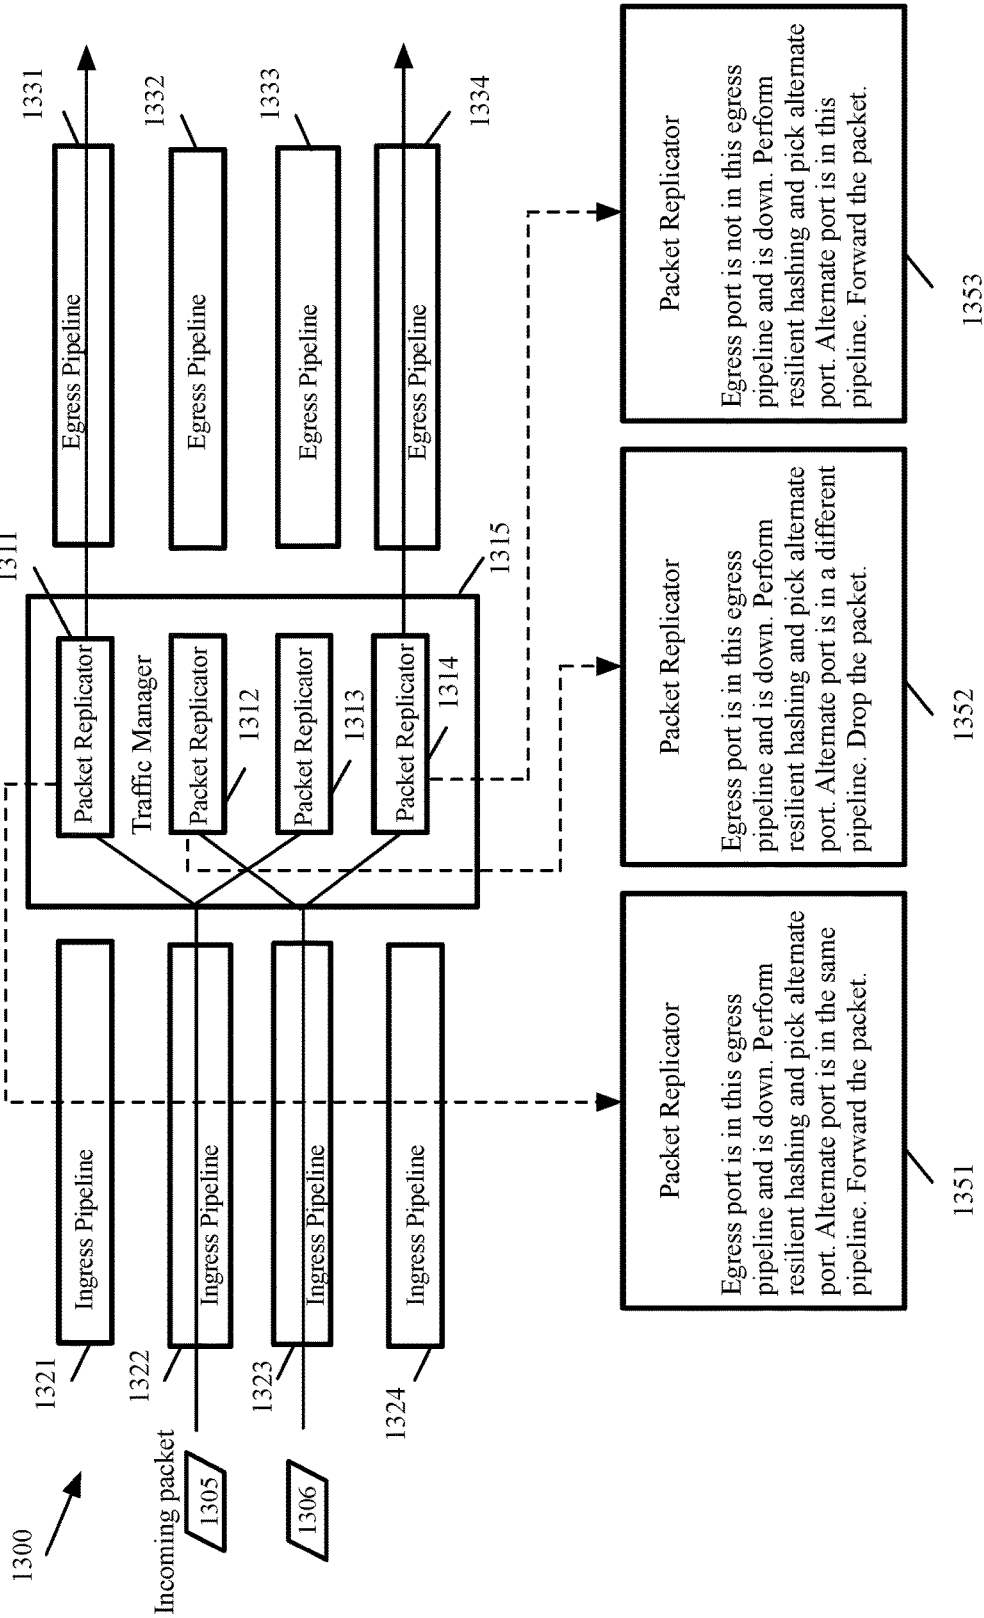 1300
Incoming packet
1305
1306
1321
Ingress Pipeline
1322
Ingress Pipeline
1323
Ingress Pipeline
1324
Ingress Pipeline
1311
Packet Replicator
Traffic Manager
Packet Replicator
1312
Packet Replicator
1313
Packet Replicator
1314
1315
Egress Pipeline
1331
Egress Pipeline
1332
Egress Pipeline
1333
Egress Pipeline
1334
Packet Replicator
Egress port is in this egress
pipeline and is down. Perform
resilient hashing and pick alternate
port. Alternate port is in the same
pipeline. Forward the packet.
1351
Packet Replicator
Egress port is in this egress
pipeline and is down. Perform
resilient hashing and pick alternate
port. Alternate port is in a different
pipeline. Drop the packet.
1352
Packet Replicator
Egress port is not in this egress
pipeline and is down. Perform
resilient hashing and pick alternate
port. Alternate port is in this
pipeline. Forward the packet.
1353